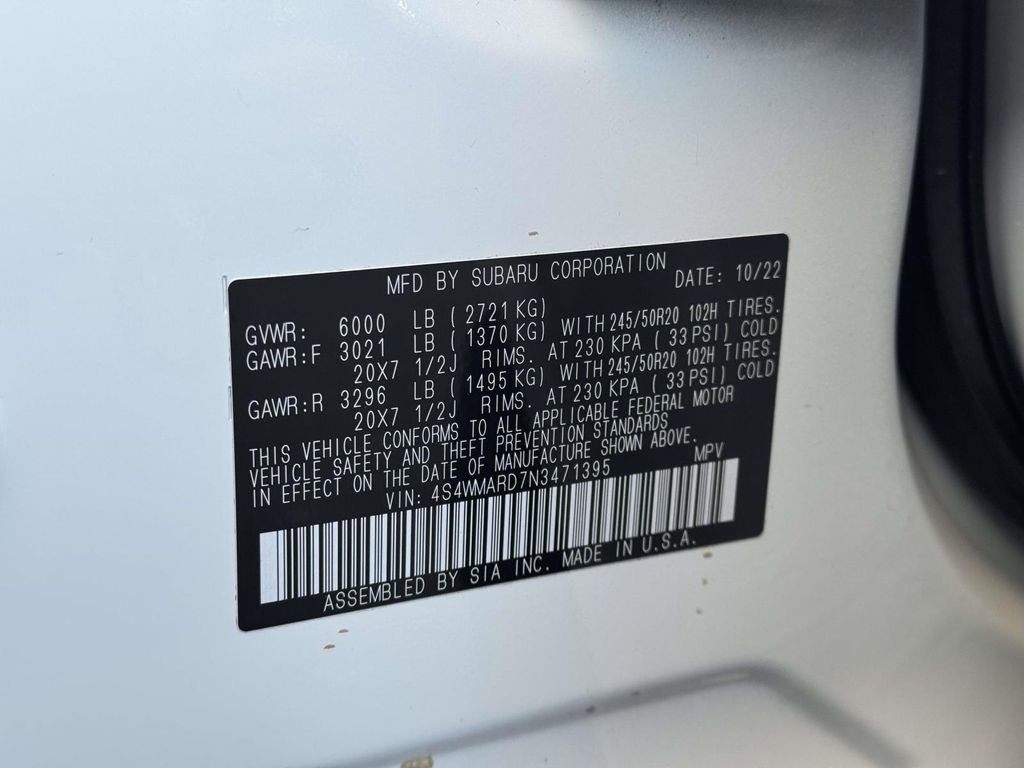 MFD BY SUBARU CORPORATION DATE: 10/22
GVWR: 6000 LB ( 2721 KG)
GAWR:F 3021 LB ( 1370 KG) WITH 245/50R20 102H TIRES.
20X7 1/2J RIMS. AT 230 KPA ( 33 PSI) COLD
GAWR:R 3296 LB ( 1495 KG) WITH 245/50R20 102H TIRES.
20X7 1/2J RIMS. AT 230 KPA ( 33 PSI) COLD
THIS VEHICLE CONFORMS TO ALL APPLICABLE FEDERAL MOTOR
VEHICLE SAFETY AND THEFT PREVENTION STANDARDS
IN EFFECT ON THE DATE OF MANUFACTURE SHOWN ABOVE.
VIN: 4S4WMARD7N3471395 MPV
ASSEMBLED BY SIA INC. MADE IN U.S.A.